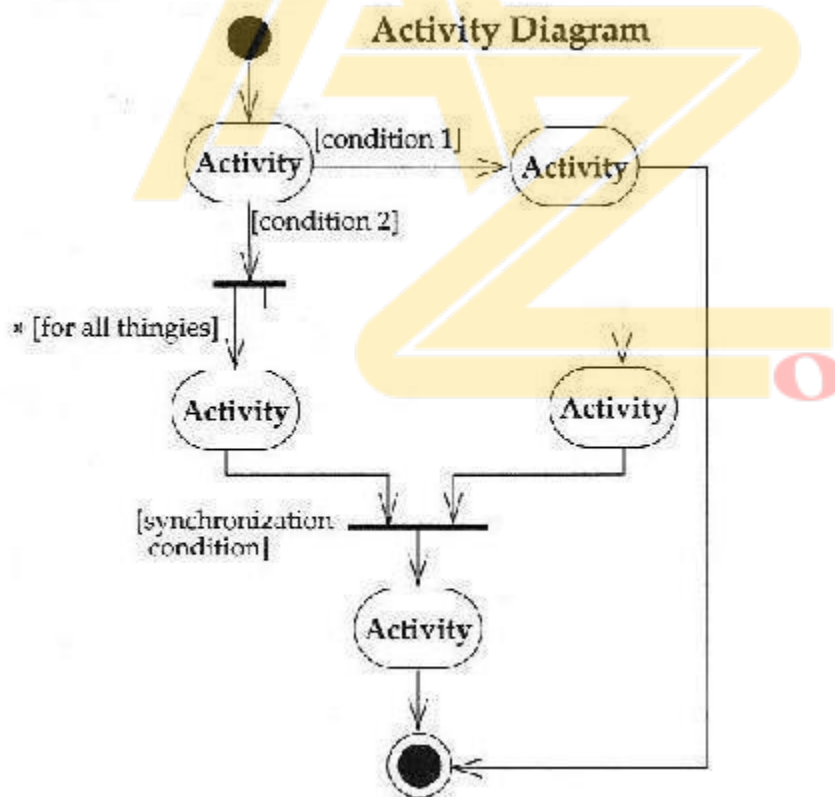 Activity Diagram
Activity
[condition 1]
Activity
[condition 2]
* [for all thingies]
Activity
Activity
[synchronization
condition]
Activity